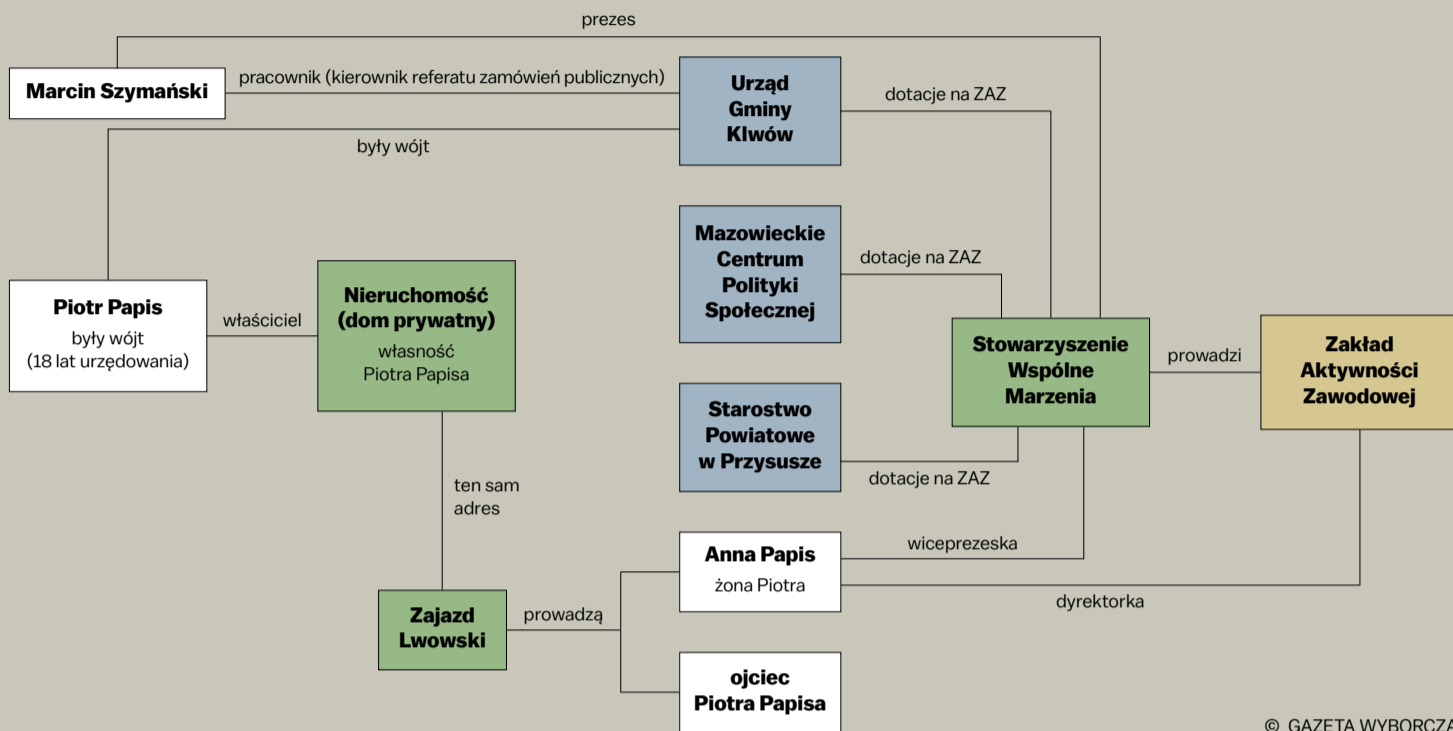 prezes
Marcin Szymański
pracownik (kierownik referatu zamówień publicznych)
Urząd
Gminy
Klwów
dotacje na ZAZ
były wójt
Mazowieckie
Centrum
Polityki
Społecznej
dotacje na ZAZ
Piotr Papis
były wójt
(18 lat urzędowania)
właściciel
Nieruchomość
(dom prywatny)
własność
Piotra Papisa
Stowarzyszenie
Wspólne
Marzenia
prowadzi
Zakład
Aktywności
Zawodowej
Starostwo
Powiatowe
w Przysusze
dotacje na ZAZ
ten sam
adres
Anna Papis
żona Piotra
wiceprezeska
dyrektorka
Zajazd
Lwowski
prowadzą
ojciec
Piotra Papisa
© GAZETA WYBORCZA